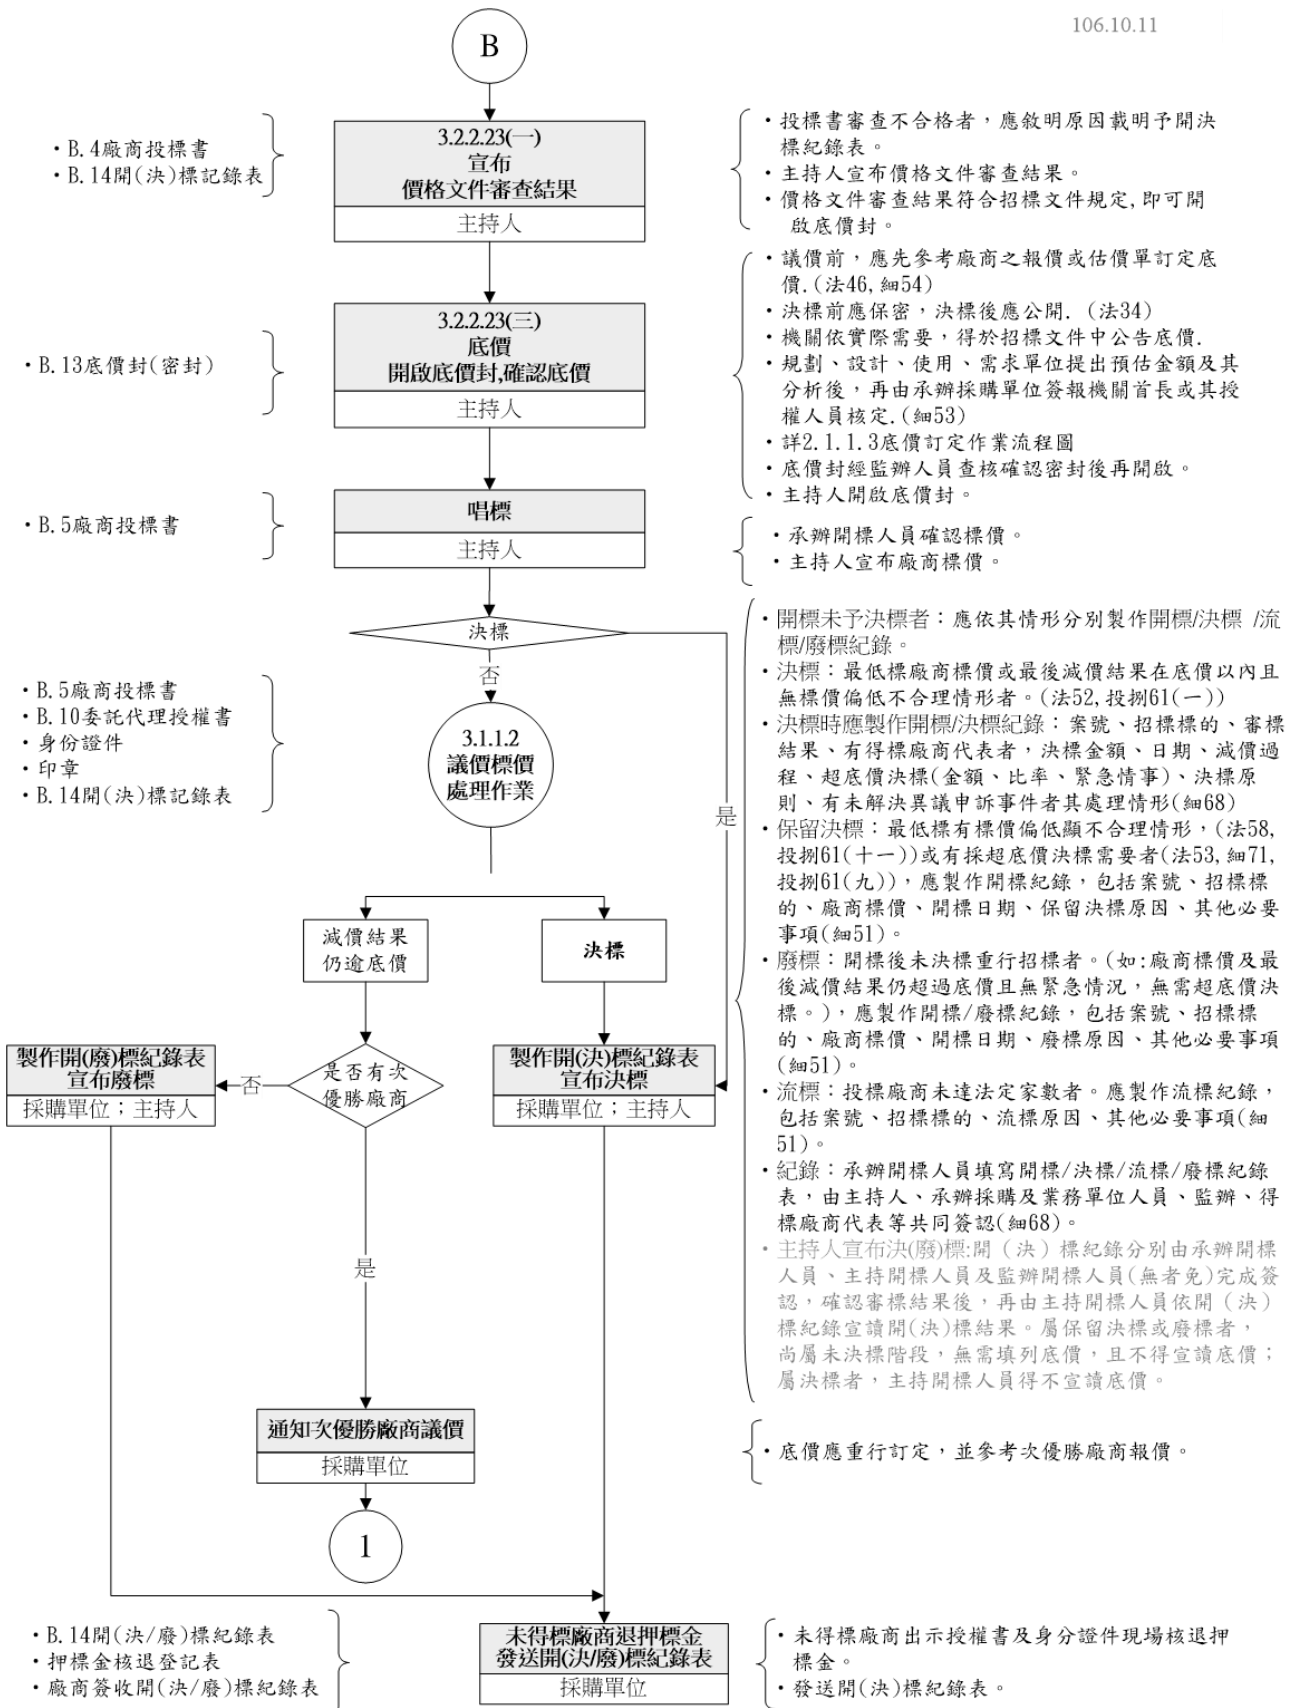 106.10.11
B
・B.4廠商投標書
・B.14開(決)標記錄表
3.2.2.23(一)
宣布
價格文件審查結果
主持人
・投標書審查不合格者，應敘明原因載明予開決
標紀錄表。
・主持人宣布價格文件審查結果。
・價格文件審查結果符合招標文件規定,即可開
啟底價封。
・B.13底價封(密封)
3.2.2.23(三)
底價
開啟底價封,確認底價
主持人
・議價前，應先參考廠商之報價或估價單訂定底
價.(法46,細54)
・決標前應保密，決標後應公開. (法34)
・機關依實際需要，得於招標文件中公告底價.
・規劃、設計、使用、需求單位提出預估金額及其
分析後，再由承辦採購單位簽報機關首長或其授
權人員核定.(細53)
・詳2.1.1.3底價訂定作業流程圖
・底價封經監辦人員查核確認密封後再開啟。
・主持人開啟底價封。
・B.5廠商投標書
唱標
主持人
・承辦開標人員確認標價。
・主持人宣布廠商標價。
決標
否
是
・B.5廠商投標書
・B.10委託代理授權書
・身份證件
・印章
・B.14開(決)標記錄表
3.1.1.2
議價標價
處理作業
・開標未予決標者：應依其情形分別製作開標/決標 /流
標/廢標紀錄。
・決標：最低標廠商標價或最後減價結果在底價以內且
無標價偏低不合理情形者。(法52,投捌61(一))
・決標時應製作開標/決標紀錄：案號、招標標的、審標
結果、有得標廠商代表者，決標金額、日期、減價過
程、超底價決標(金額、比率、緊急情事)、決標原
則、有未解決異議申訴事件者其處理情形(細68)
・保留決標：最低標有標價偏低顯不合理情形，(法58,
投捌61(十一))或有採超底價決標需要者(法53,細71,
投捌61(九))，應製作開標紀錄，包括案號、招標標
的、廠商標價、開標日期、保留決標原因、其他必要
事項(細51)。
・廢標：開標後未決標重行招標者。(如:廠商標價及最
後減價結果仍超過底價且無緊急情況，無需超底價決
標。)，應製作開標/廢標紀錄，包括案號、招標標
的、廠商標價、開標日期、廢標原因、其他必要事項
(細51)。
・流標：投標廠商未達法定家數者。應製作流標紀錄，
包括案號、招標標的、流標原因、其他必要事項(細
51)。
・紀錄：承辦開標人員填寫開標/決標/流標/廢標紀錄
表，由主持人、承辦採購及業務單位人員、監辦、得
標廠商代表等共同簽認(細68)。
・主持人宣布決(廢)標:開（決）標紀錄分別由承辦開標
人員、主持開標人員及監辦開標人員(無者免)完成簽
認，確認審標結果後，再由主持開標人員依開（決）
標紀錄宣讀開(決)標結果。屬保留決標或廢標者，
尚屬未決標階段，無需填列底價，且不得宣讀底價；
屬決標者，主持開標人員得不宣讀底價。
減價結果
仍逾底價
決標
製作開(廢)標紀錄表
宣布廢標
採購單位；主持人
否
是否有次
優勝廠商
製作開(決)標紀錄表
宣布決標
採購單位；主持人
是
通知次優勝廠商議價
採購單位
・底價應重行訂定，並參考次優勝廠商報價。
1
・B.14開(決/廢)標紀錄表
・押標金核退登記表
・廠商簽收開(決/廢)標紀錄表
未得標廠商退押標金
發送開(決/廢)標紀錄表
採購單位
・未得標廠商出示授權書及身分證件現場核退押
標金。
・發送開(決)標紀錄表。